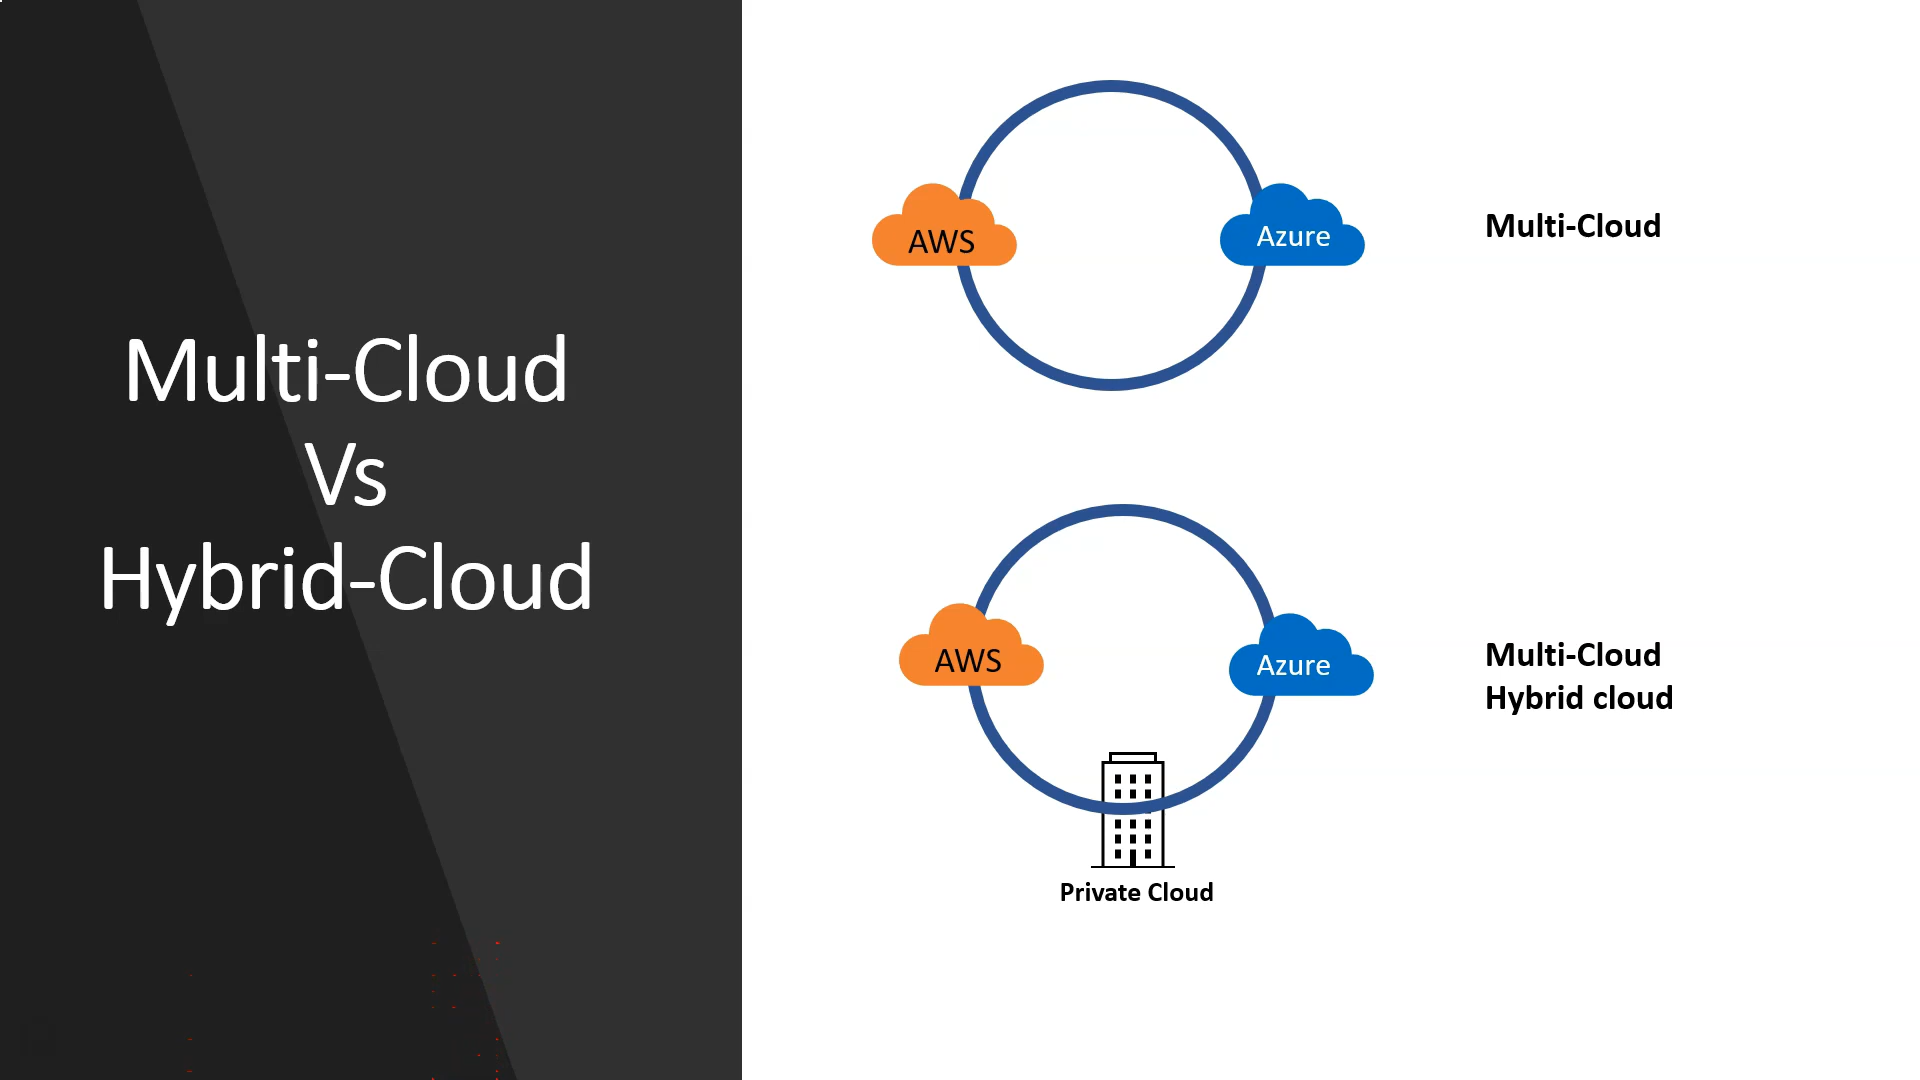 Multi-Cloud
Vs
Hybrid-Cloud
AWS
Azure
Multi-Cloud
AWS
Azure
Multi-Cloud
Hybrid cloud
Private Cloud